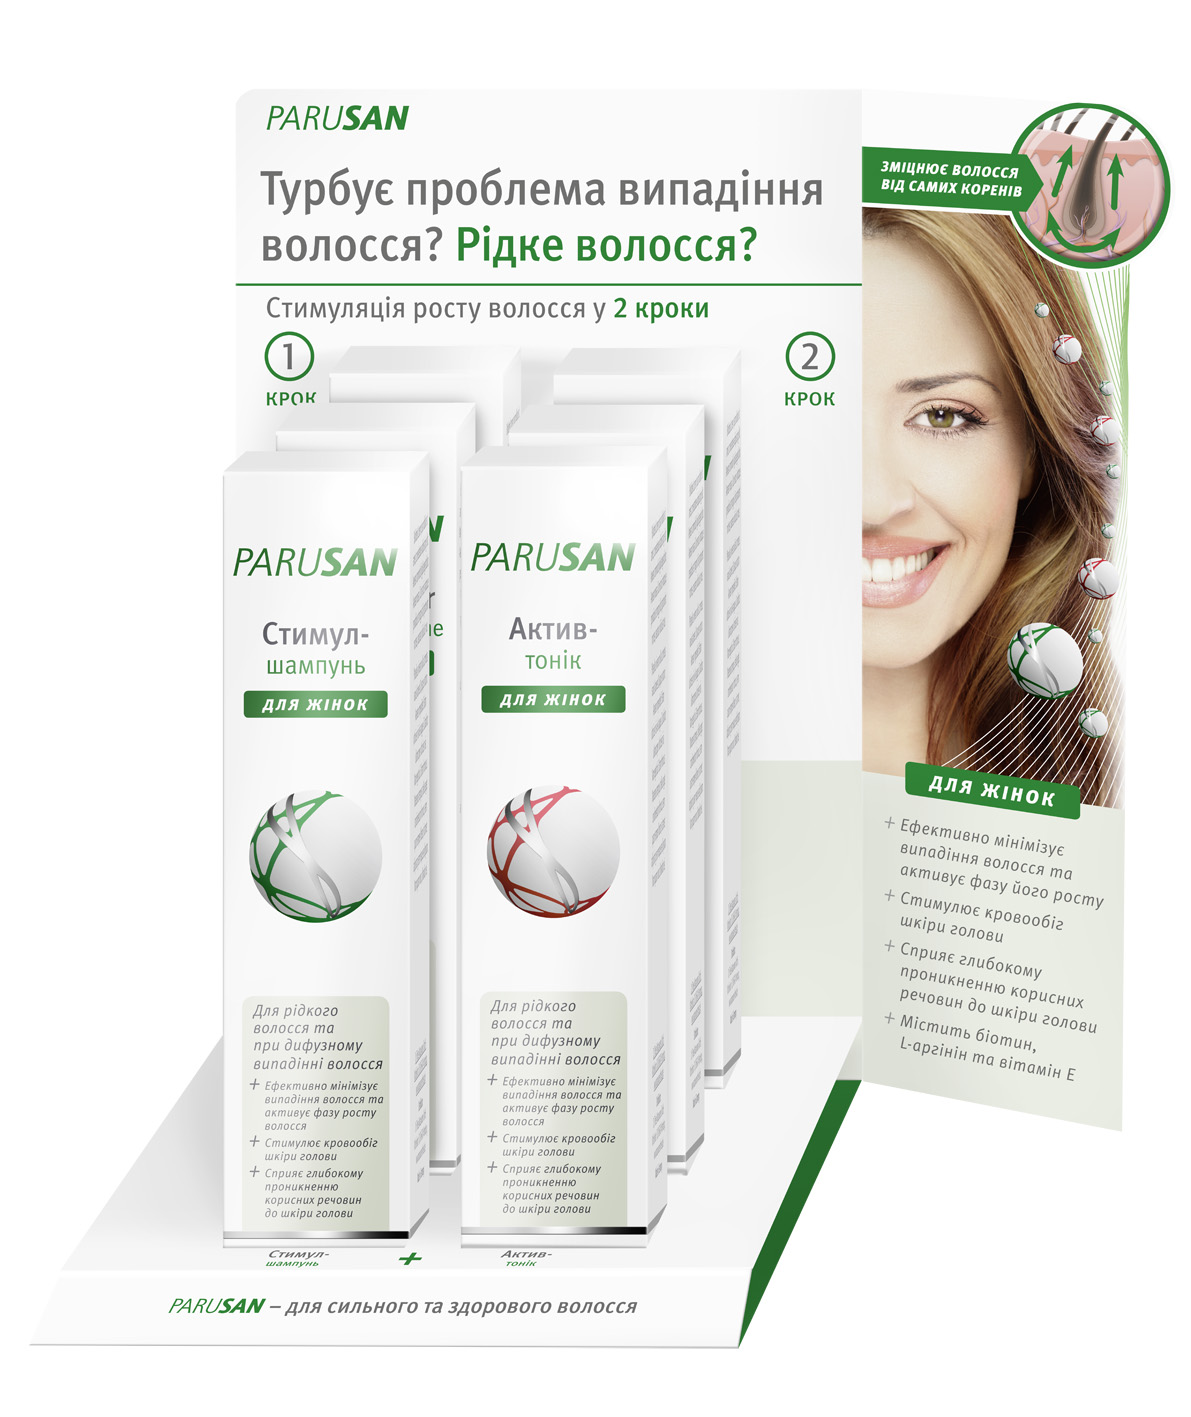 PARUSAN
Турбує проблема випадіння
волосся? Рідке волосся?
Стимуляція росту волосся у 2 кроки
1
КРОК
2
КРОК
ЗМІЦНЮЄ ВОЛОССЯ
ВІД САМИХ КОРЕНІВ
PARUSAN
Стимул-
шампунь
ДЛЯ ЖІНОК
Для рідкого
волосся та
при дифузному
випадінні волосся
+ Ефективно мінімізує
випадіння волосся та
активує фазу росту
волосся
+ Стимулює кровообіг
шкіри голови
+ Сприяє глибокому
проникненню
корисних речовин
до шкіри голови
PARUSAN
Актив-
тонік
ДЛЯ ЖІНОК
Для рідкого
волосся та
при дифузному
випадінні волосся
+ Ефективно мінімізує
випадіння волосся та
активує фазу росту
волосся
+ Стимулює кровообіг
шкіри голови
+ Сприяє глибокому
проникненню
корисних речовин
до шкіри голови
ДЛЯ ЖІНОК
+ Ефективно мінімізує
випадіння волосся та
активує фазу його росту
+ Стимулює кровообіг
шкіри голови
+ Сприяє глибокому
проникненню корисних
речовин до шкіри голови
+ Містить біотин,
L-аргінін та вітамін Е
Стимул-
шампунь
+
Актив-
тонік
PARUSAN – для сильного та здорового волосся